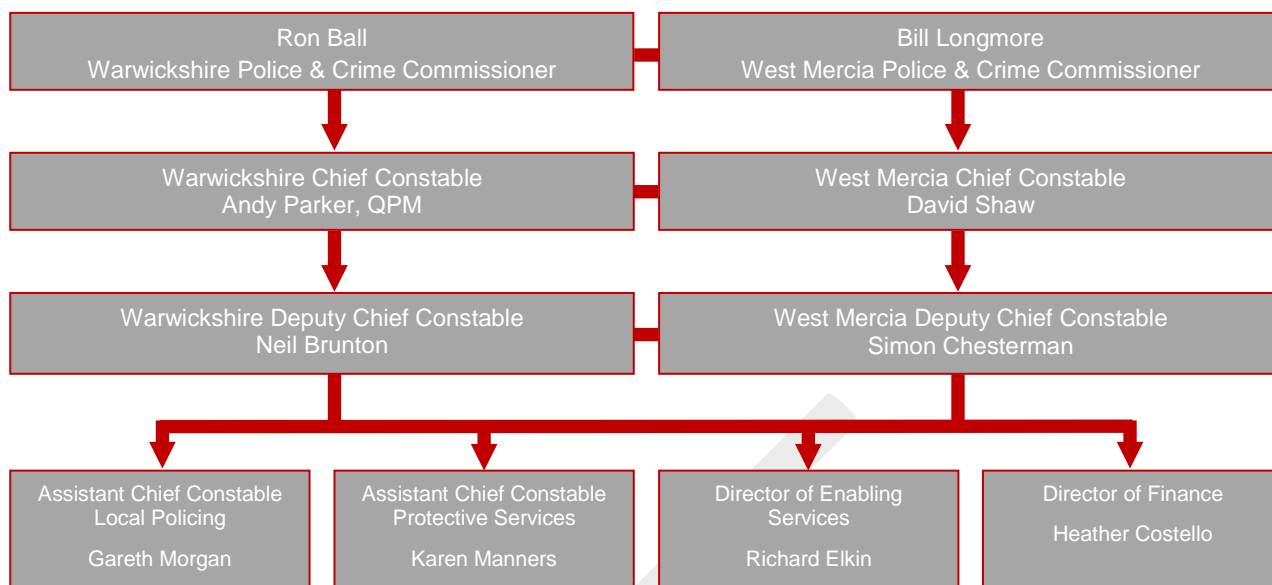 Ron Ball
Warwickshire Police & Crime Commissioner
Bill Longmore
West Mercia Police & Crime Commissioner
Warwickshire Chief Constable
Andy Parker, QPM
West Mercia Chief Constable
David Shaw
Warwickshire Deputy Chief Constable
Neil Brunton
West Mercia Deputy Chief Constable
Simon Chesterman
Assistant Chief Constable
Local Policing
Gareth Morgan
Assistant Chief Constable
Protective Services
Karen Manners
Director of Enabling
Services
Richard Elkin
Director of Finance
Heather Costello